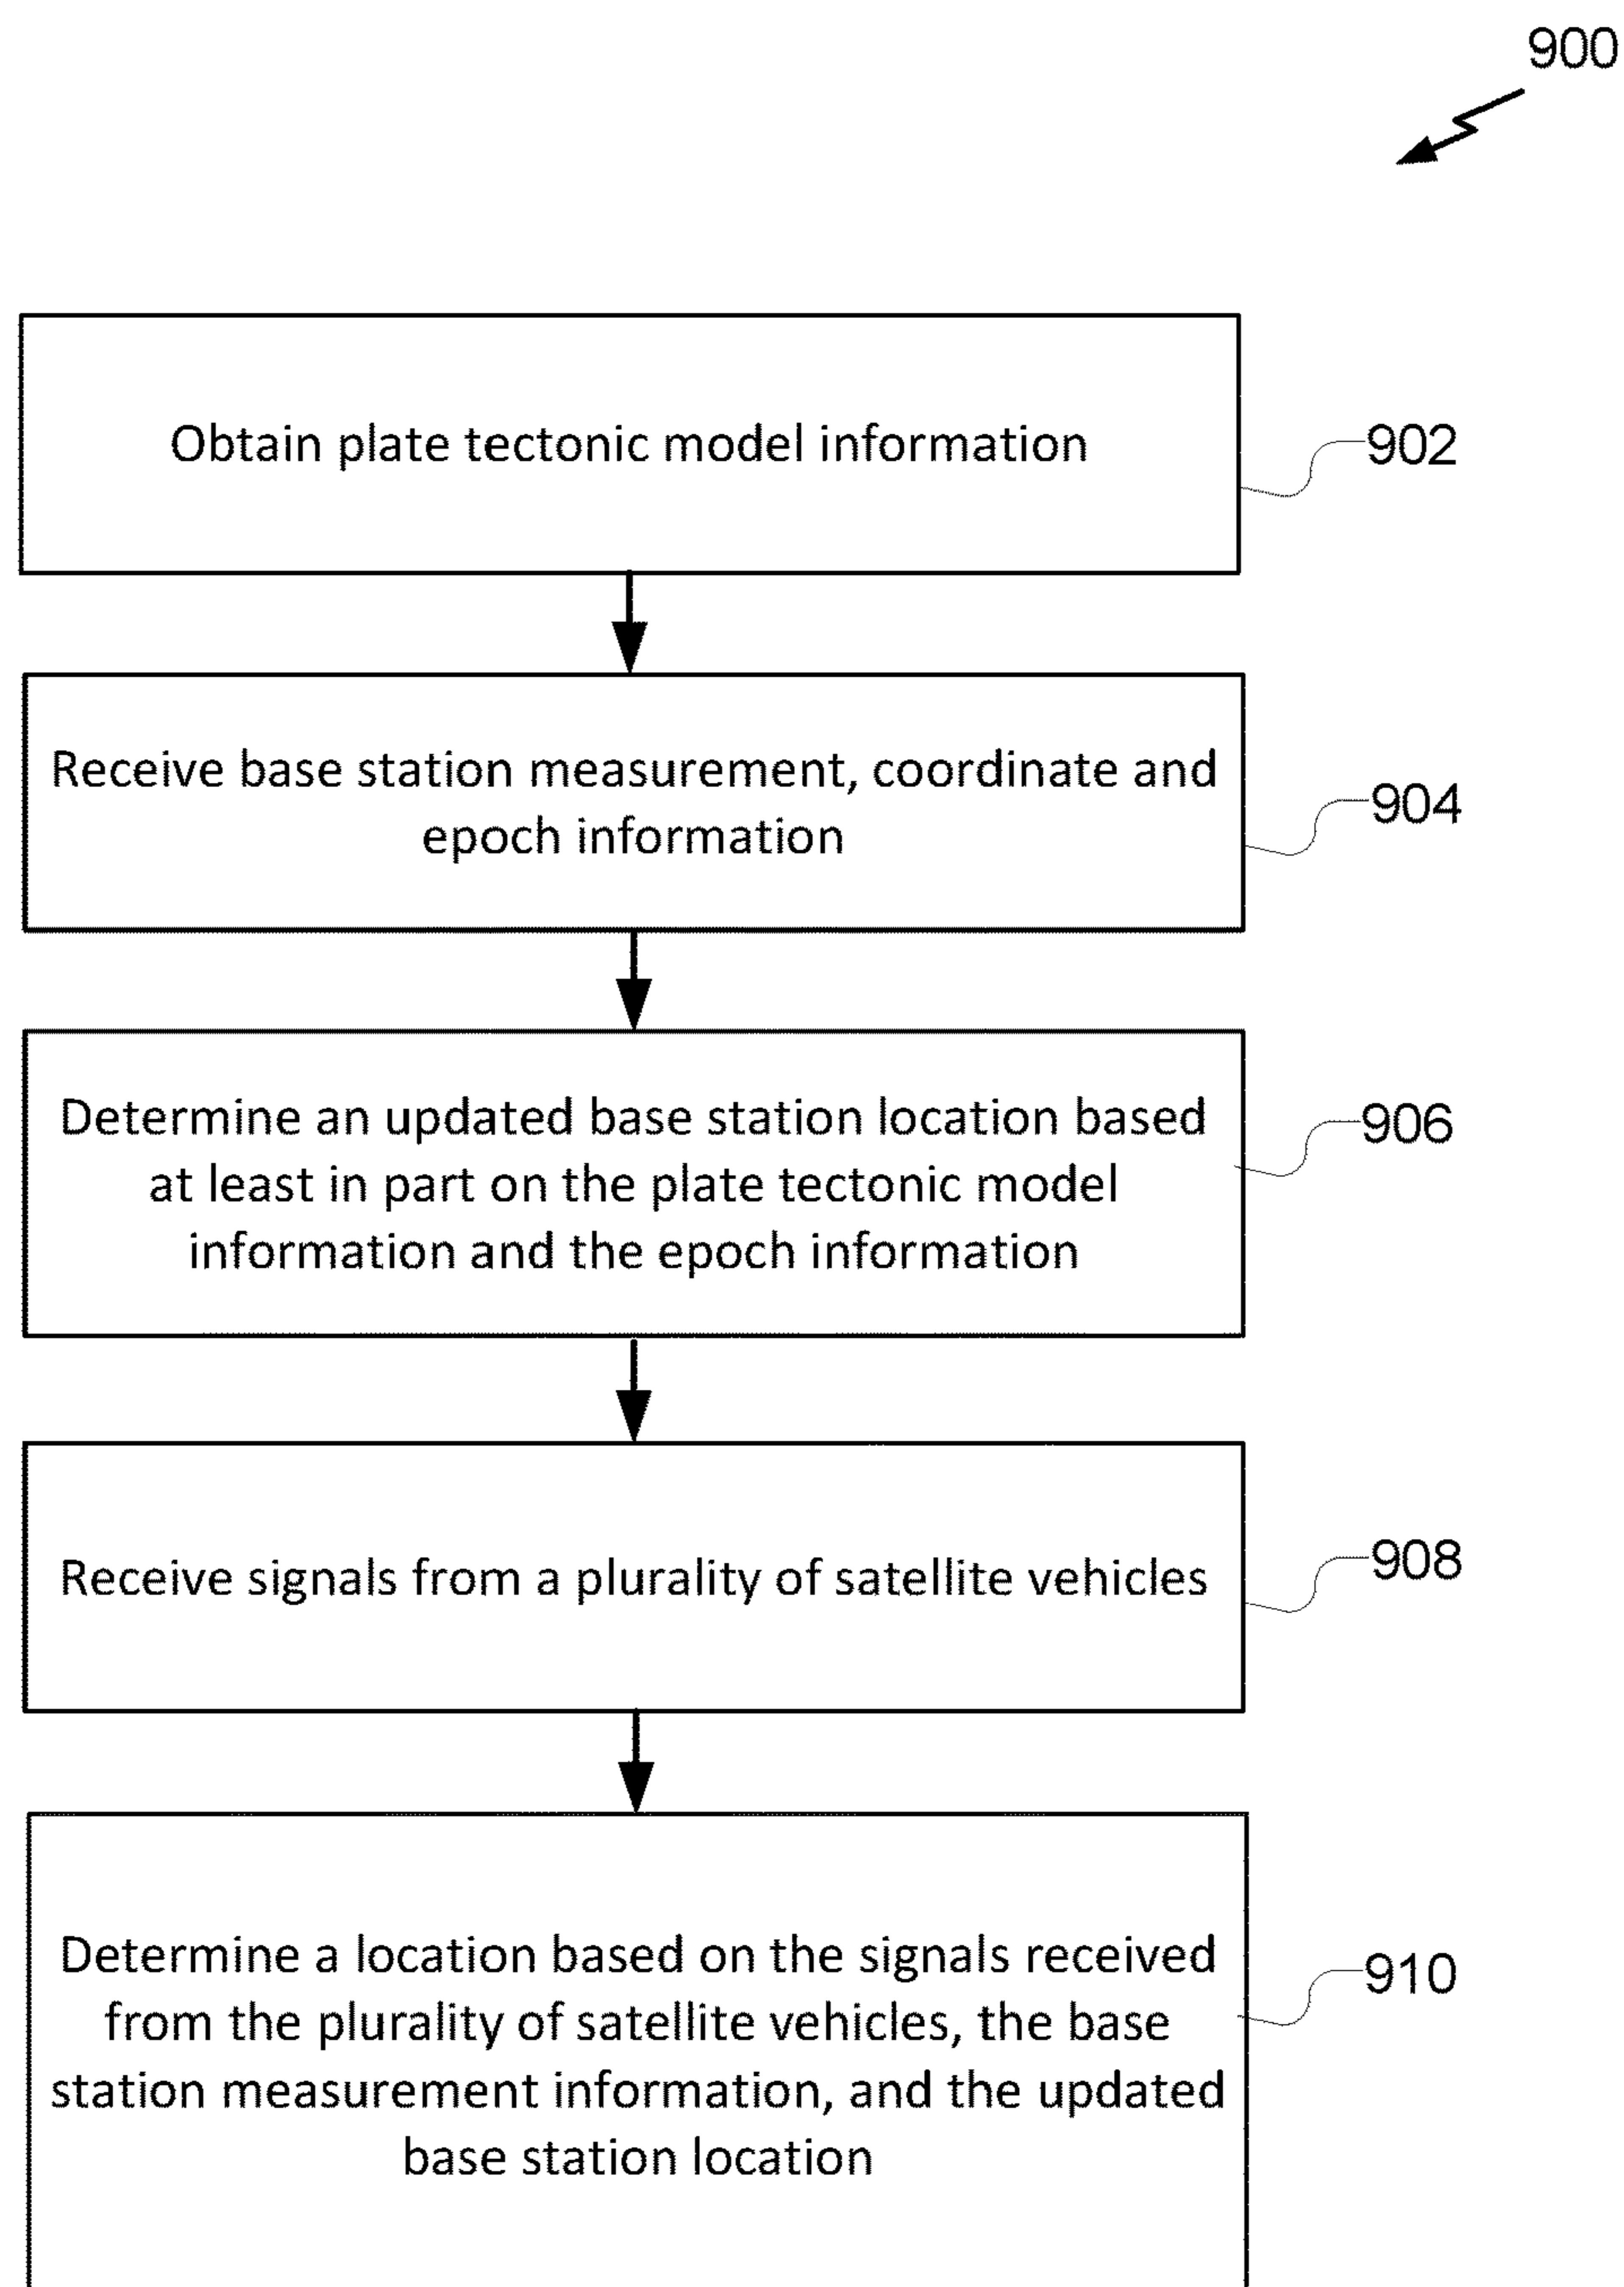 900
Obtain plate tectonic model information
902
Receive base station measurement, coordinate and
epoch information
904
Determine an updated base station location based
at least in part on the plate tectonic model
information and the epoch information
906
Receive signals from a plurality of satellite vehicles
908
Determine a location based on the signals received
from the plurality of satellite vehicles, the base
station measurement information, and the updated
base station location
910